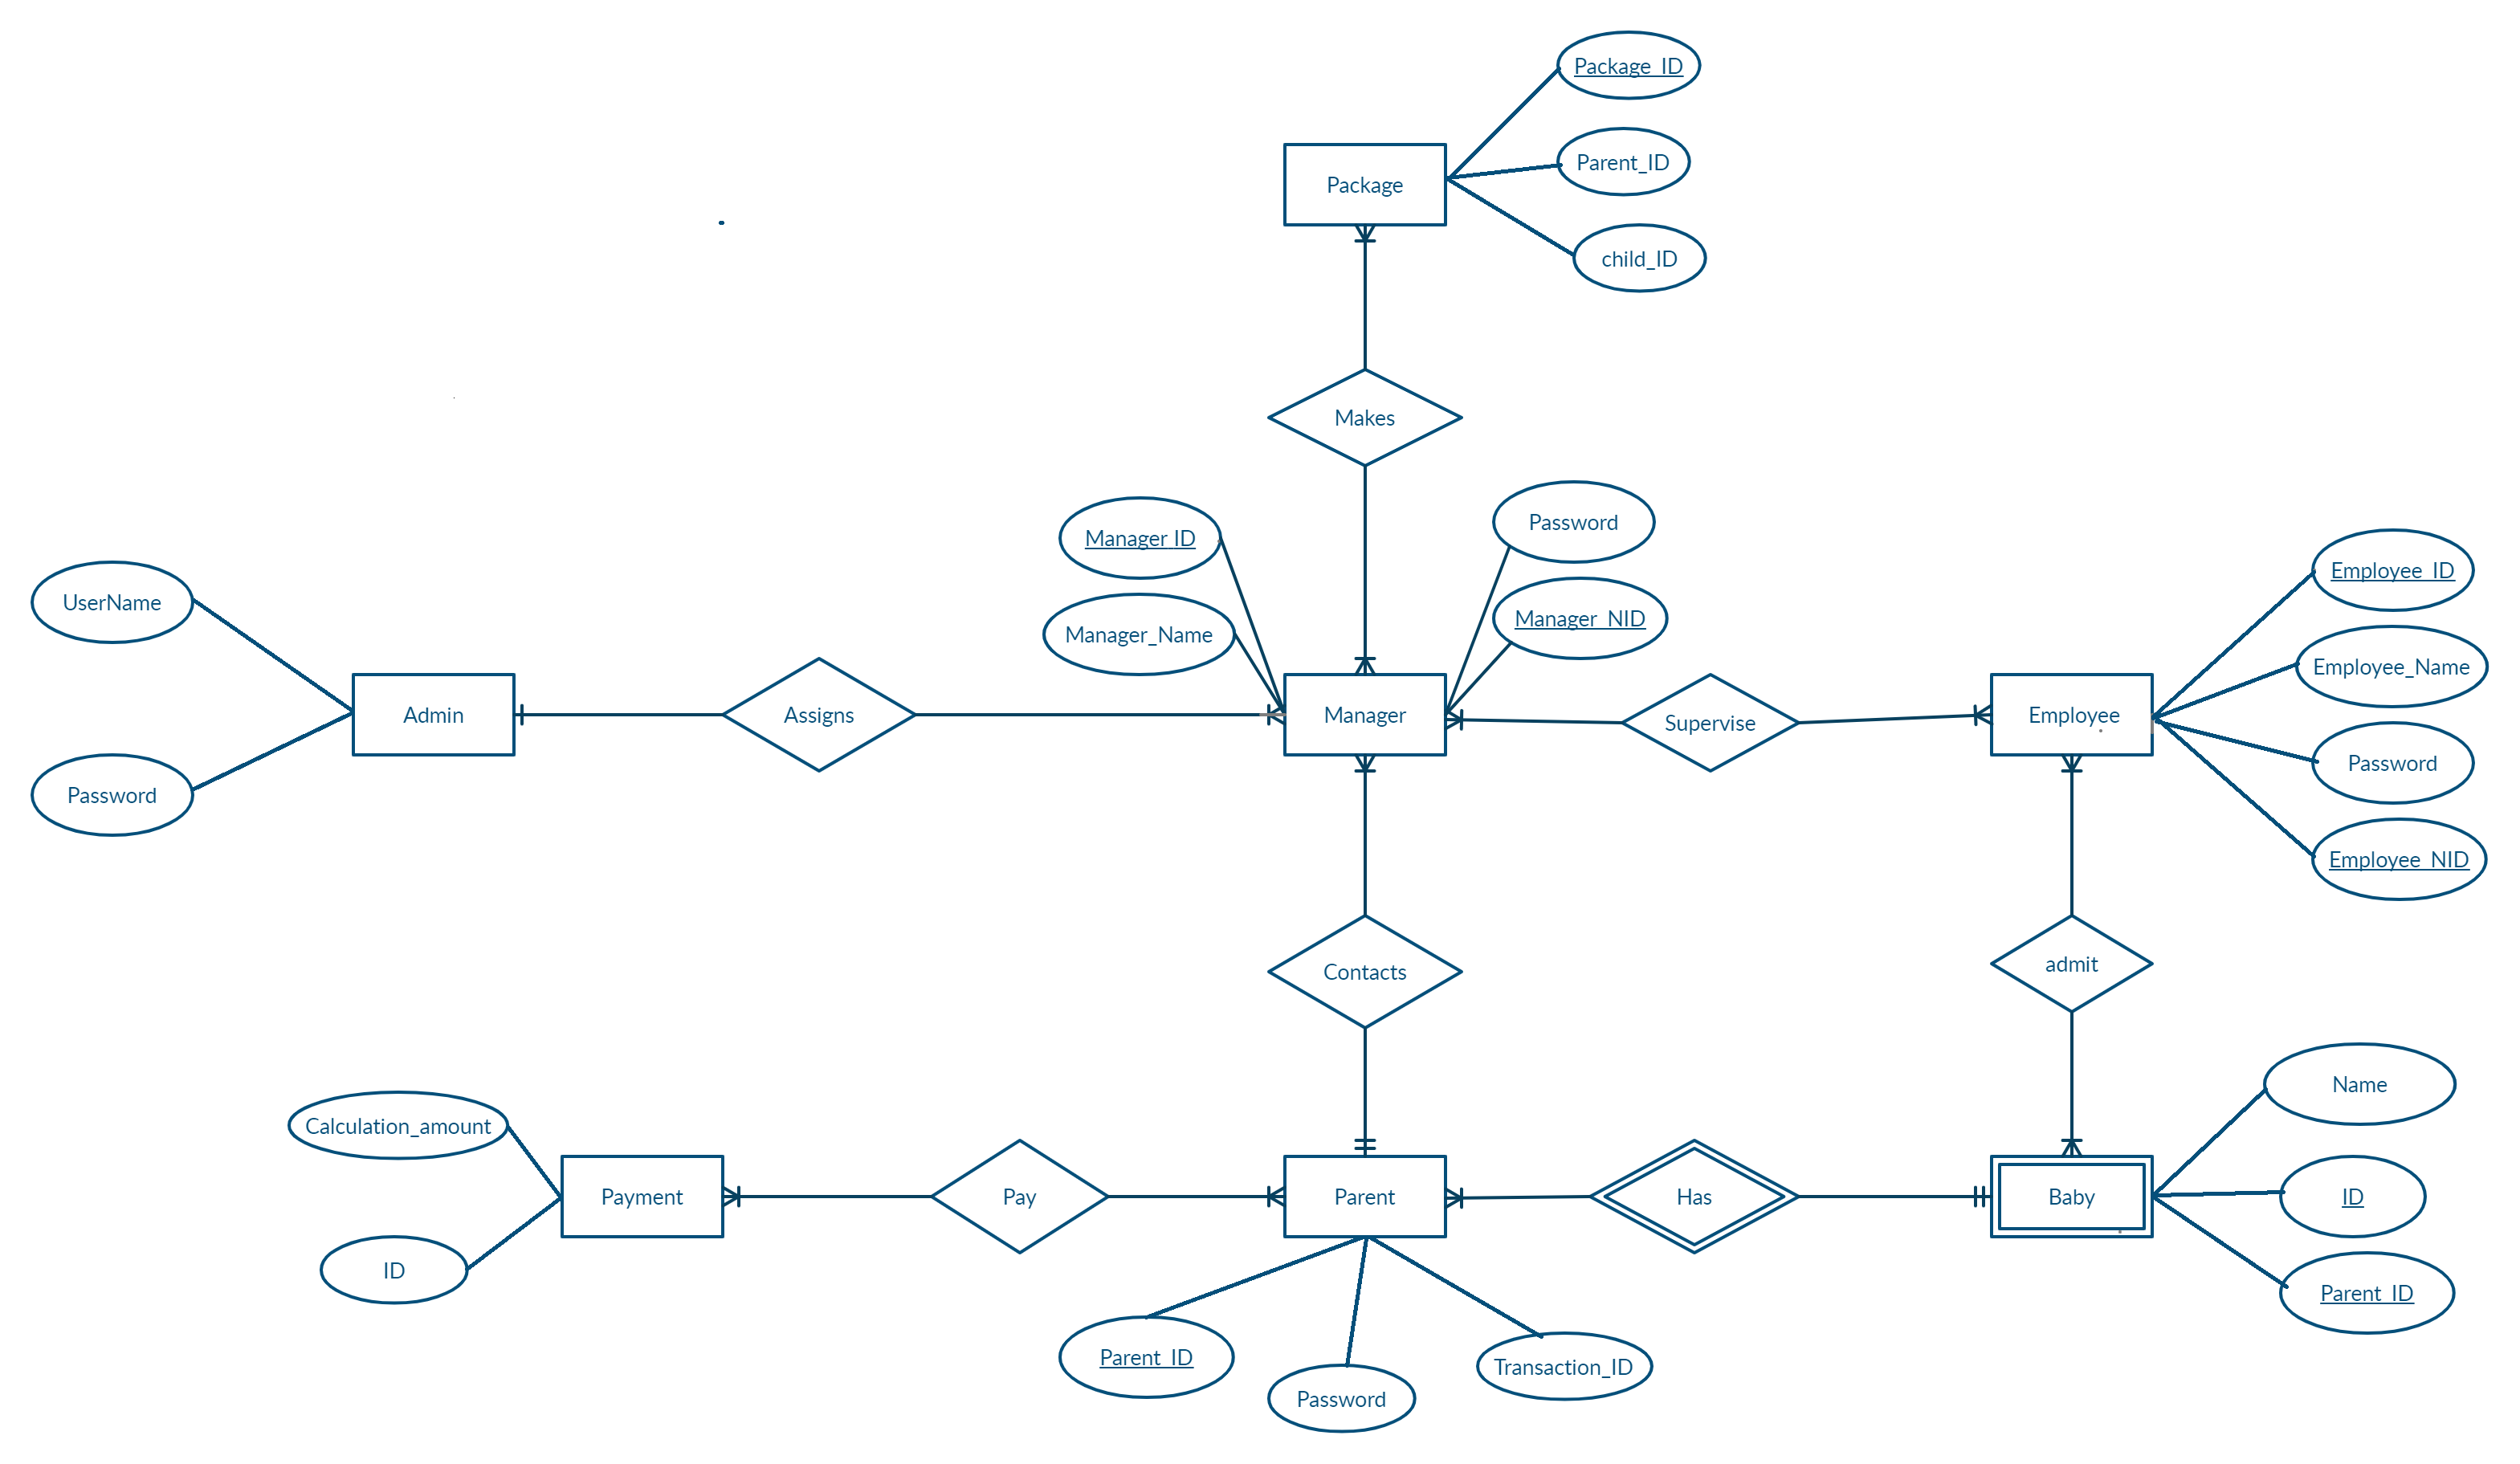 Package_ID
Parent_ID
Package
child_ID
Makes
Password
Manager ID
Employee_ID
UserName
Manager_NID
Manager_Name
Employee_Name
Admin
Assigns
Manager
Supervise
Employee
Password
Password
Employee_NID
admit
Contacts
Name
Calculation_amount
Payment
Pay
Parent
Has
Baby
ID
ID
Parent_ID
Parent_ID
Transaction_ID
Password